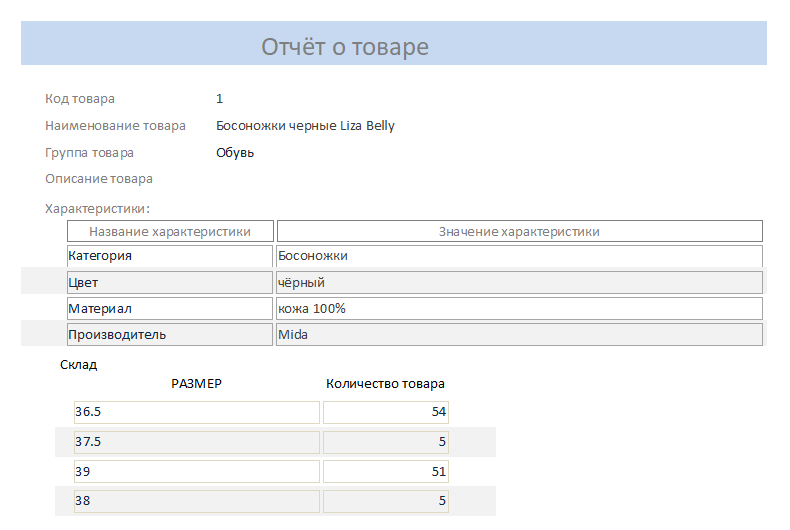 Отчёт о товаре
Код товара 1
Наименование товара Босоножки черные Liza Belly
Группа товара Обувь
Описание товара
Характеристики:
Название характеристики Значение характеристики
Категория Босоножки
Цвет чёрный
Материал кожа 100%
Производитель Mida
Склад
РАЗМЕР Количество товара
36.5 54
37.5 5
39 51
38 5